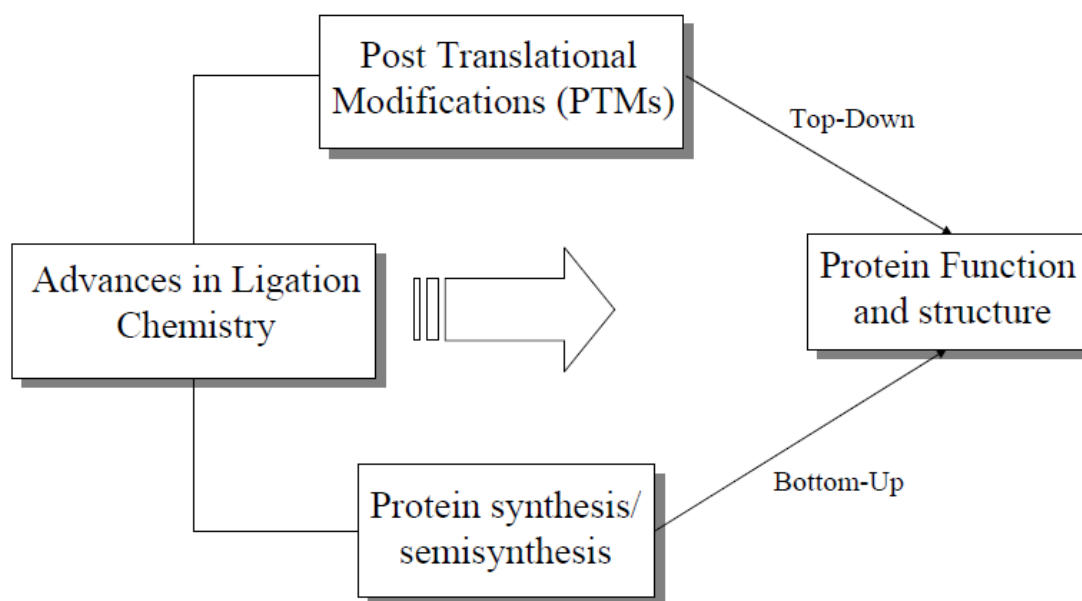 Post Translational
Modifications (PTMs)
Top-Down
Advances in Ligation
Chemistry
Protein Function
and structure
Bottom-Up
Protein synthesis/
semisynthesis